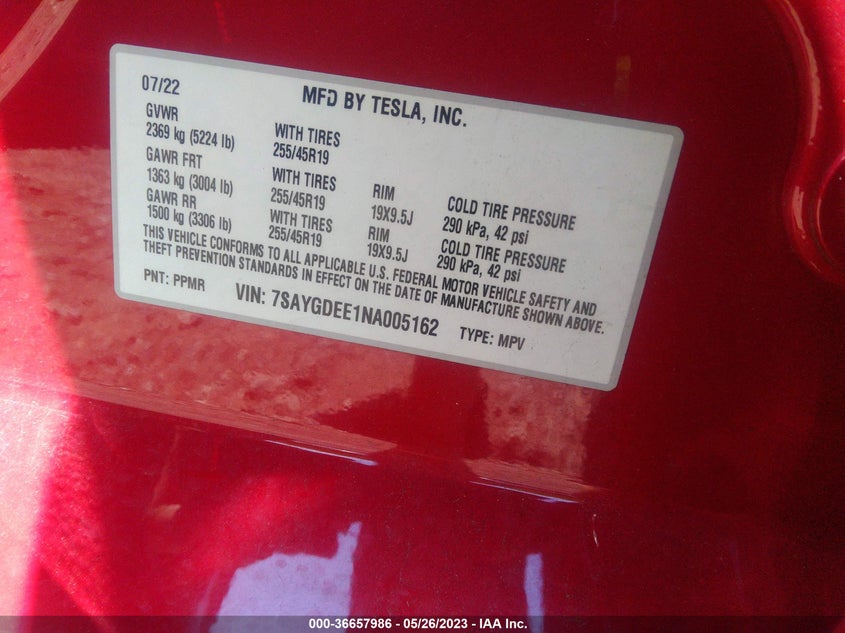 07/22 MFD BY TESLA, INC.
GVWR
2369 kg (5224 lb) WITH TIRES 255/45R19
GAWR FRT
1363 kg (3004 lb) WITH TIRES 255/45R19 RIM 19X9.5J COLD TIRE PRESSURE 290 kPa, 42 psi
GAWR RR
1500 kg (3306 lb) WITH TIRES 255/45R19 RIM 19X9.5J COLD TIRE PRESSURE 290 kPa, 42 psi
THIS VEHICLE CONFORMS TO ALL APPLICABLE U.S. FEDERAL MOTOR VEHICLE SAFETY AND
THEFT PREVENTION STANDARDS IN EFFECT ON THE DATE OF MANUFACTURE SHOWN ABOVE.
PNT: PPMR VIN: 7SAYGDEE1NA005162 TYPE: MPV
000-36657986 - 05/26/2023 - IAA Inc.